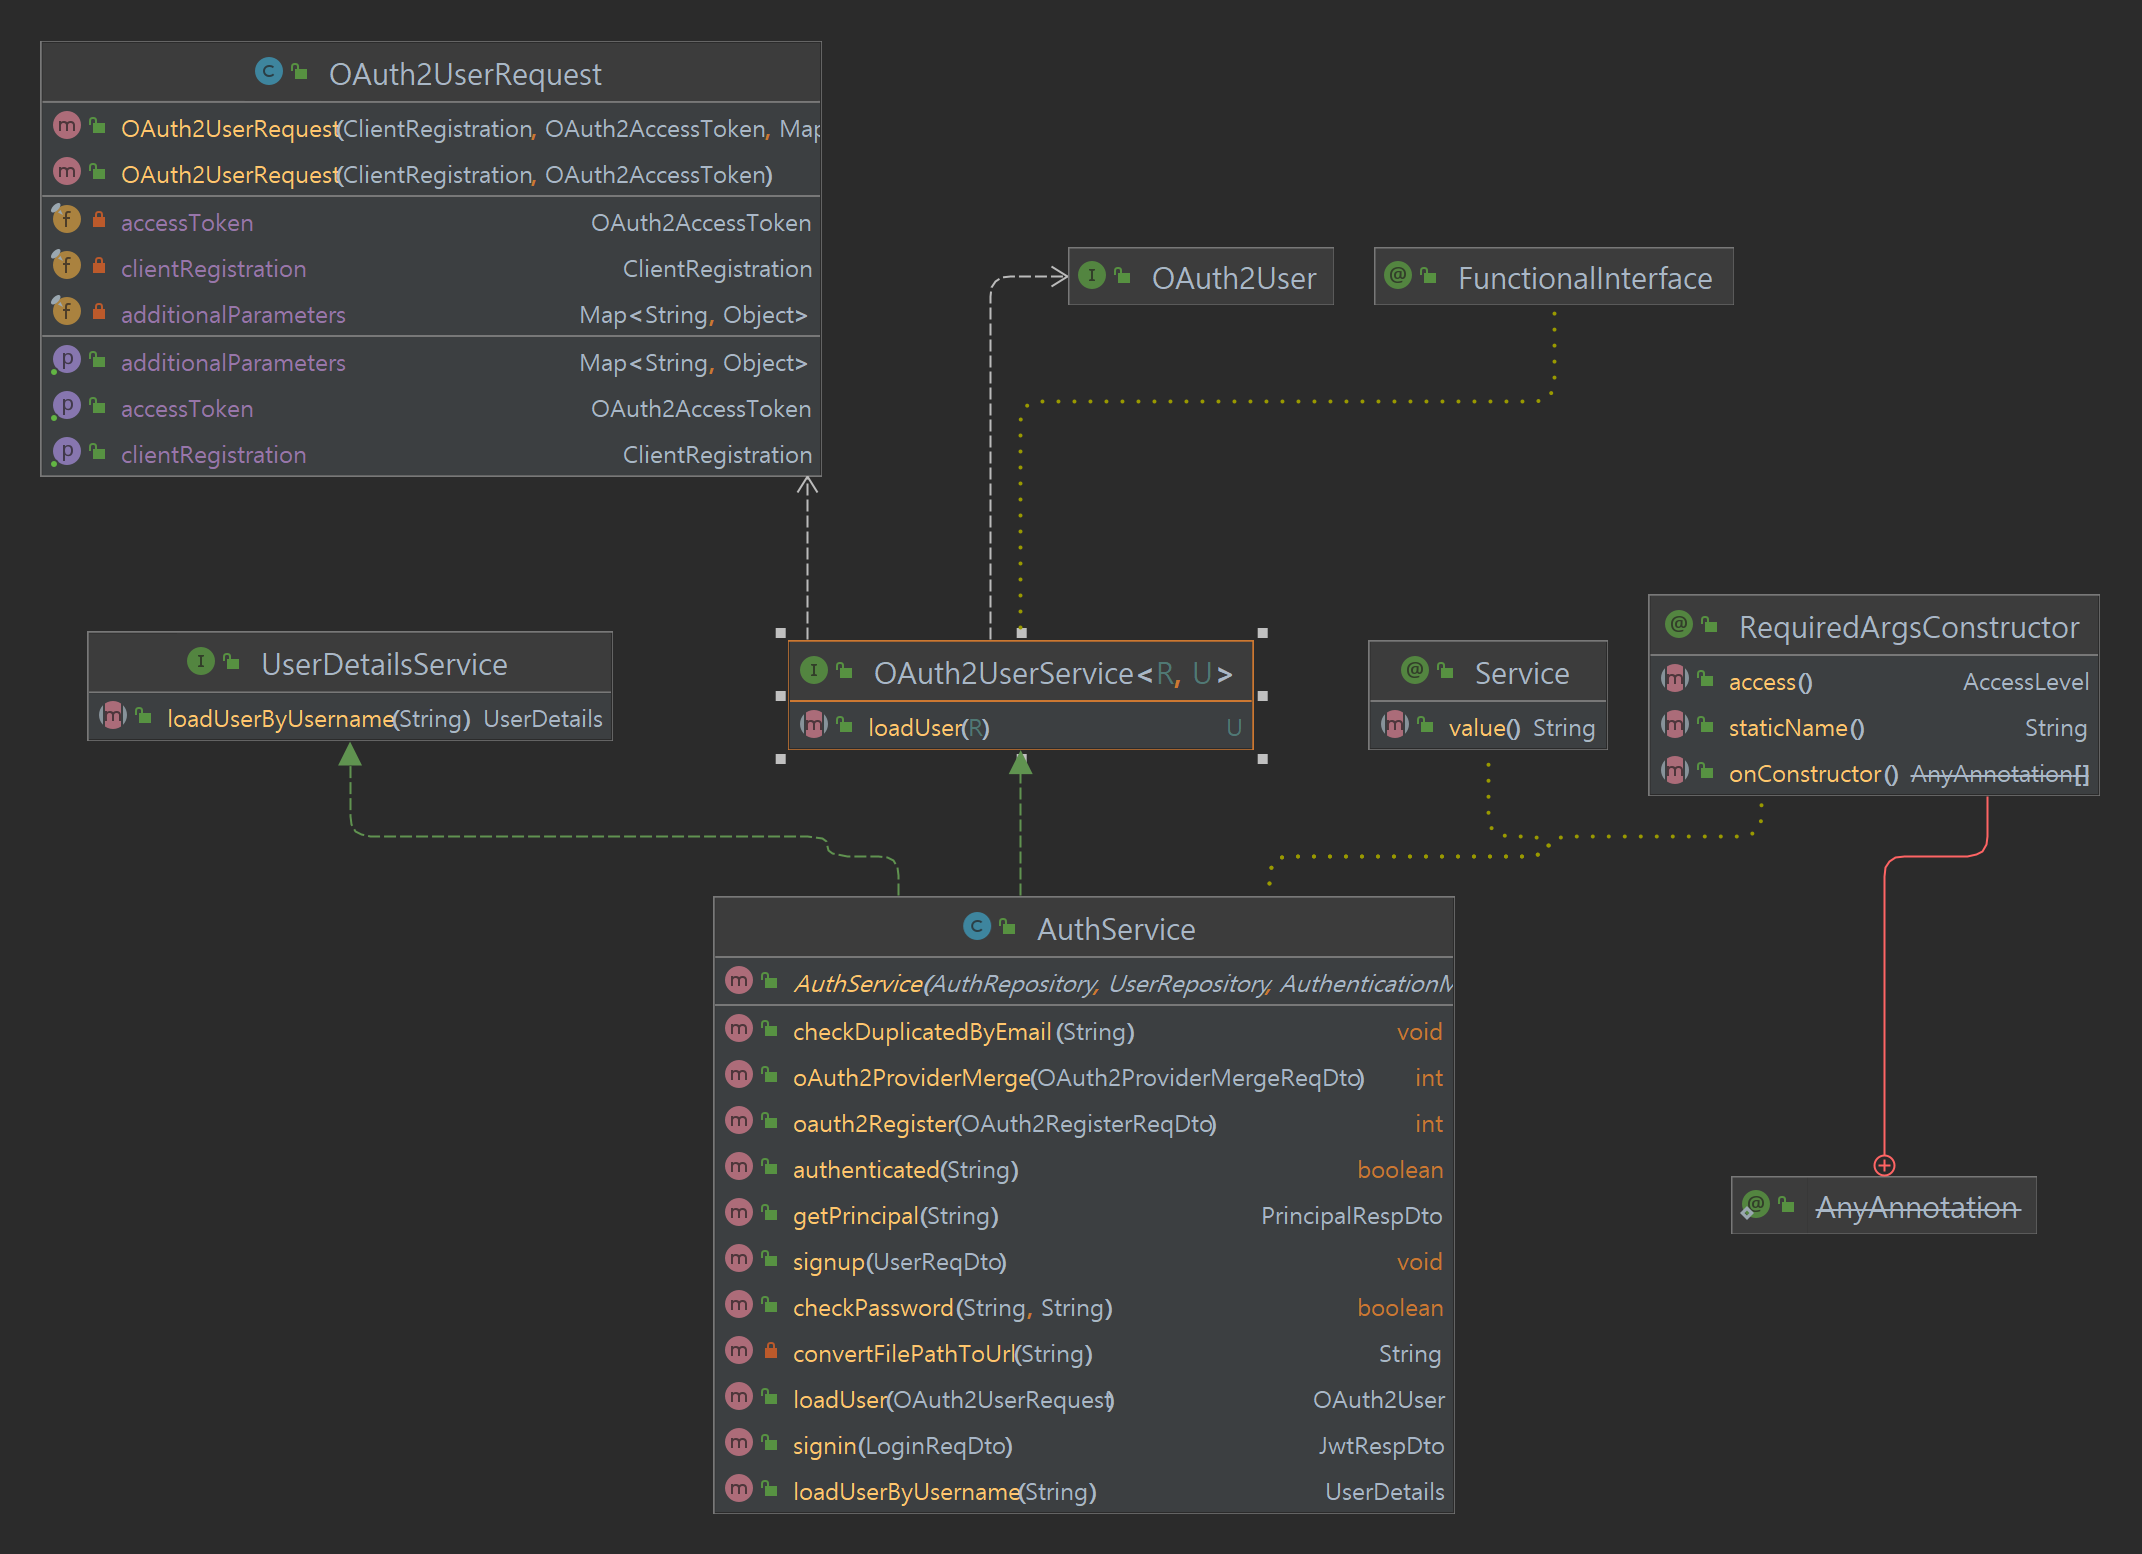 OAuth2UserRequest
OAuth2UserRequest(ClientRegistration, OAuth2AccessToken, Map
OAuth2UserRequest(ClientRegistration, OAuth2AccessToken)
accessToken OAuth2AccessToken
clientRegistration ClientRegistration
additionalParameters Map<String, Object>
additionalParameters Map<String, Object>
accessToken OAuth2AccessToken
clientRegistration ClientRegistration
OAuth2User
FunctionalInterface
UserDetailsService
loadUserByUsername(String) UserDetails
OAuth2UserService<R, U>
loadUser(R) U
Service
value() String
RequiredArgsConstructor
access() AccessLevel
staticName() String
onConstructor() AnyAnnotation[]
AuthService
AuthService(AuthRepository, UserRepository, AuthenticationM
checkDuplicatedByEmail(String) void
oAuth2ProviderMerge(OAuth2ProviderMergeReqDto) int
oauth2Register(OAuth2RegisterReqDto) int
authenticated(String) boolean
getPrincipal(String) PrincipalRespDto
signup(UserReqDto) void
checkPassword(String, String) boolean
convertFilePathToUrl(String) String
loadUser(OAuth2UserRequest) OAuth2User
signin(LoginReqDto) JwtRespDto
loadUserByUsername(String) UserDetails
AnyAnnotation